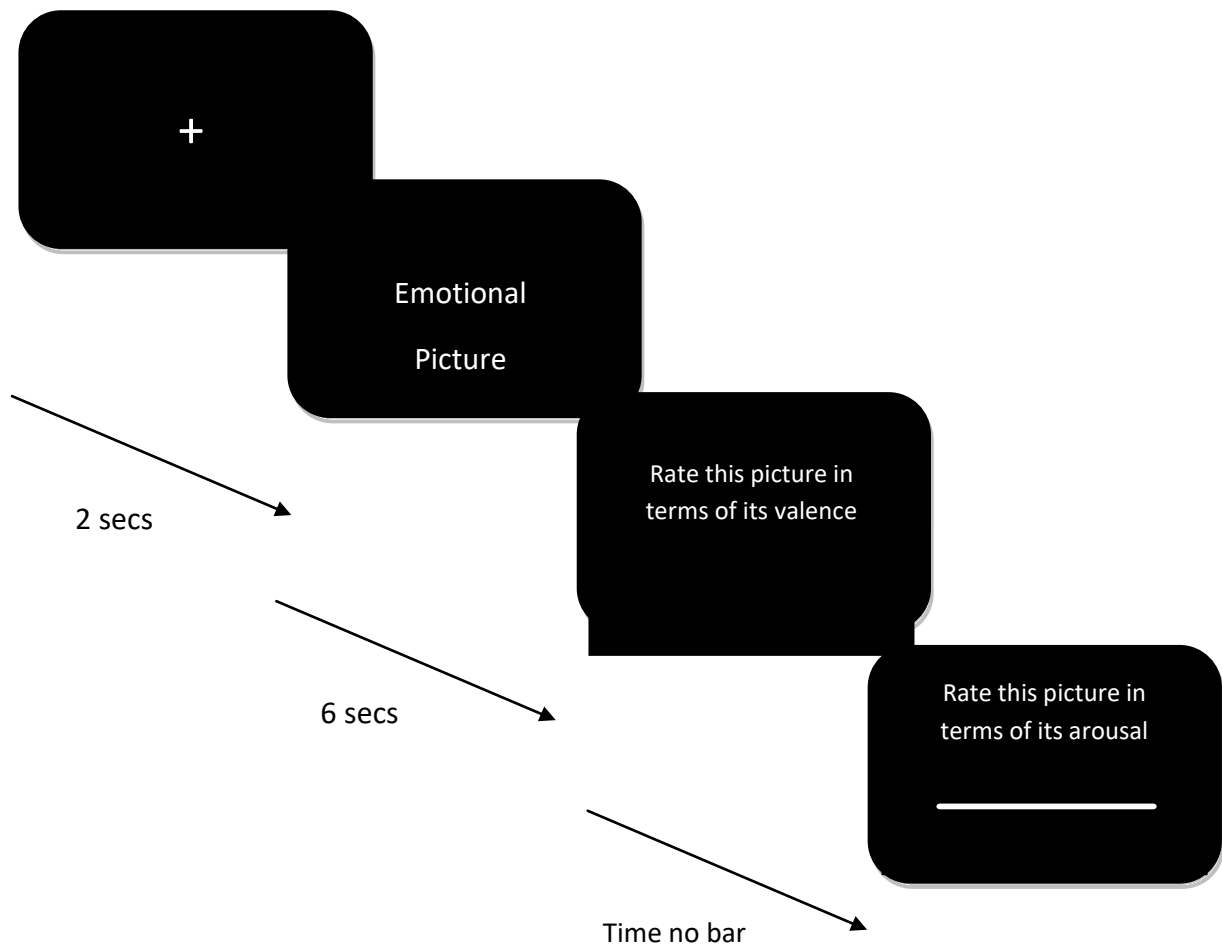 +
Emotional
Picture
2 secs
Rate this picture in
terms of its valence
6 secs
Rate this picture in
terms of its arousal
Time no bar